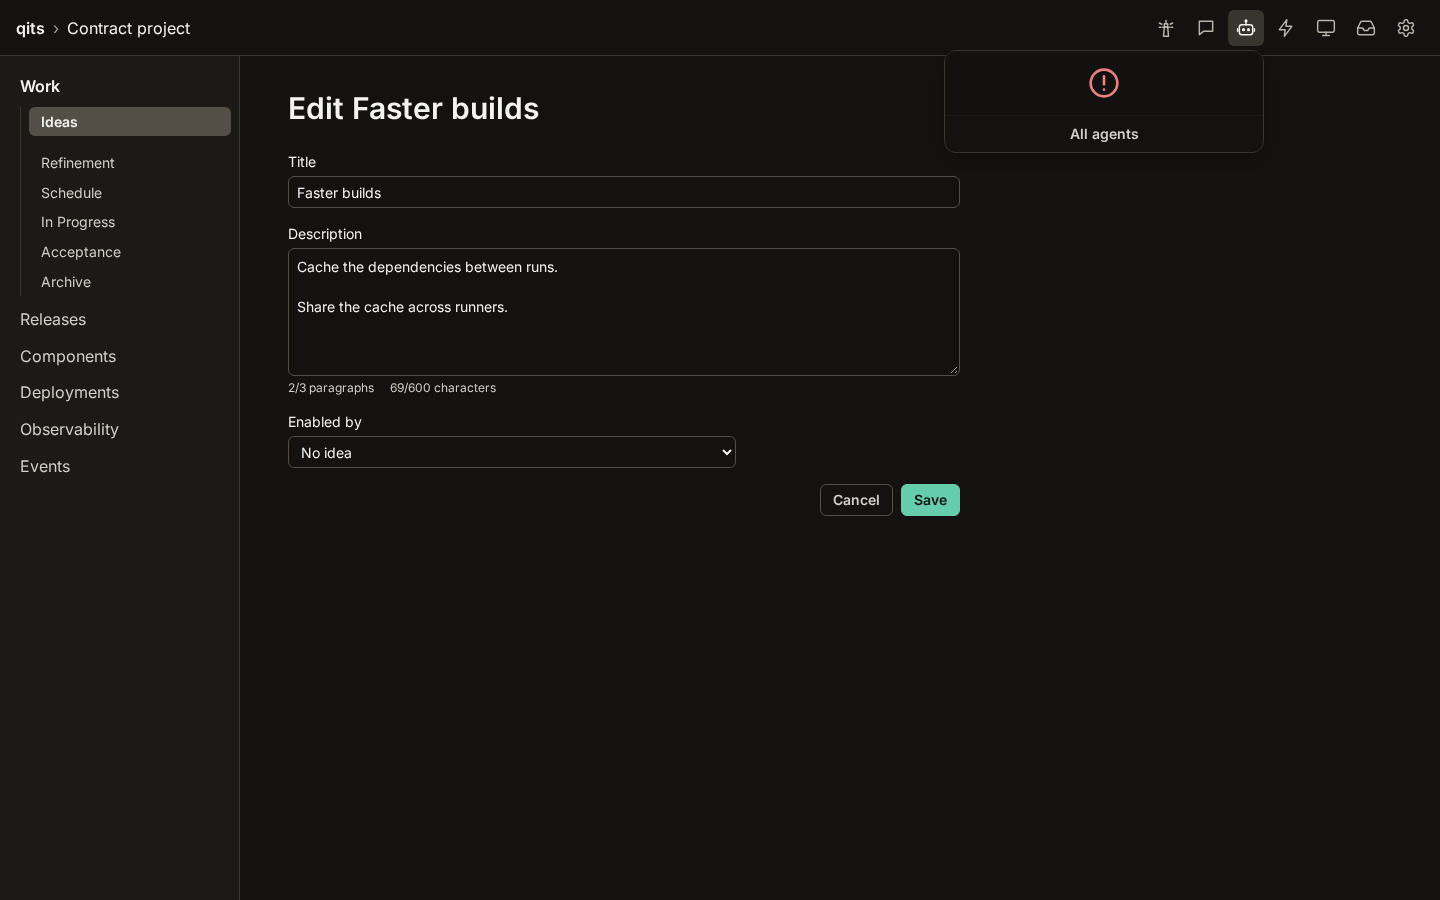 qits › Contract project
All agents
Work
Ideas
Refinement
Schedule
In Progress
Acceptance
Archive
Releases
Components
Deployments
Observability
Events
Edit Faster builds
Title
Faster builds
Description
Cache the dependencies between runs.
Share the cache across runners.
2/3 paragraphs 69/600 characters
Enabled by
No idea
Cancel Save